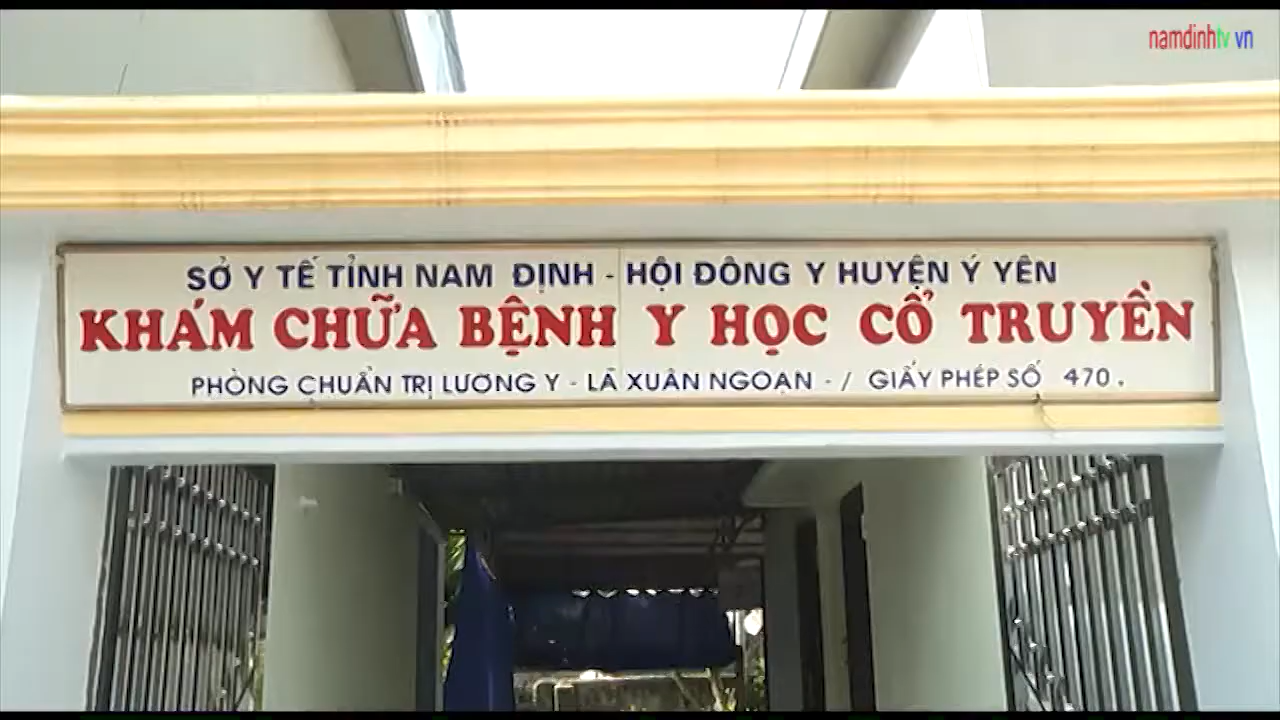 namdinhtv vn
SỞ Y TẾ TỈNH NAM ĐỊNH - HỘI ĐÔNG Y HUYỆN Ý YÊN
KHÁM CHỮA BỆNH Y HỌC CỔ TRUYỀN
PHÒNG CHUẨN TRỊ LƯƠNG Y - LÃ XUÂN NGOẠN - / GIẤY PHÉP SỐ 470.